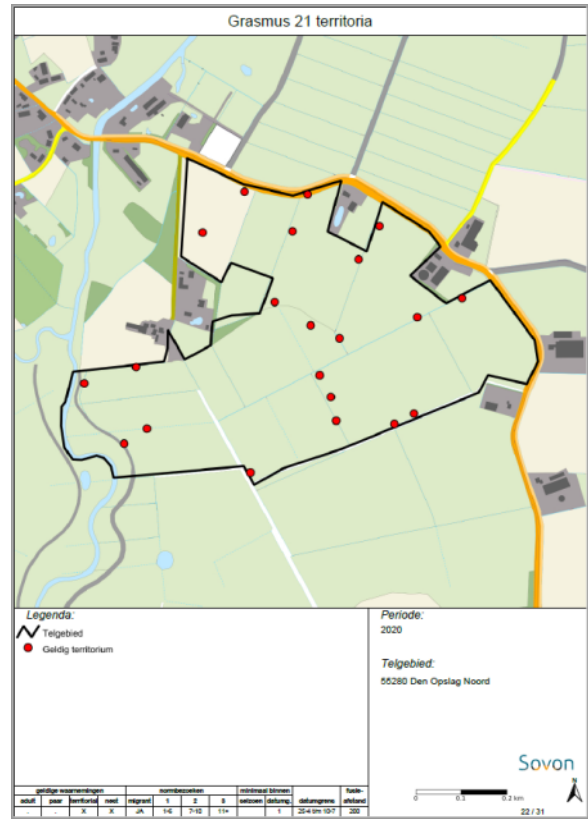 Grasmus 21 territoria
Legenda:
Telgebied
Geldig territorium
Periode:
2020
Telgebied:
55280 Den Opslag Noord
Sovon
0 0.1 0.2 km
N
22 / 31
geldige waarnemingen normbezoeken minimaal binnen fusie-
adult paar territoriaal nest migrant 1 2 3 seizoen datumg. datumgrens afstand
. . X X JA 1-6 7-10 11+ 1 25-4 t/m 10-7 200